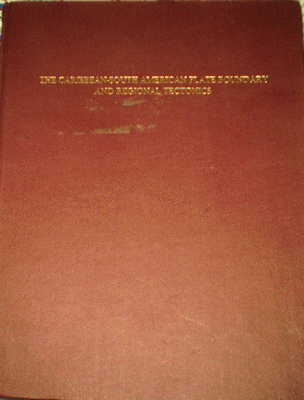 THE CARIBBEAN-SOUTH AMERICAN PLATE BOUNDARY
AND REGIONAL TECTONICS